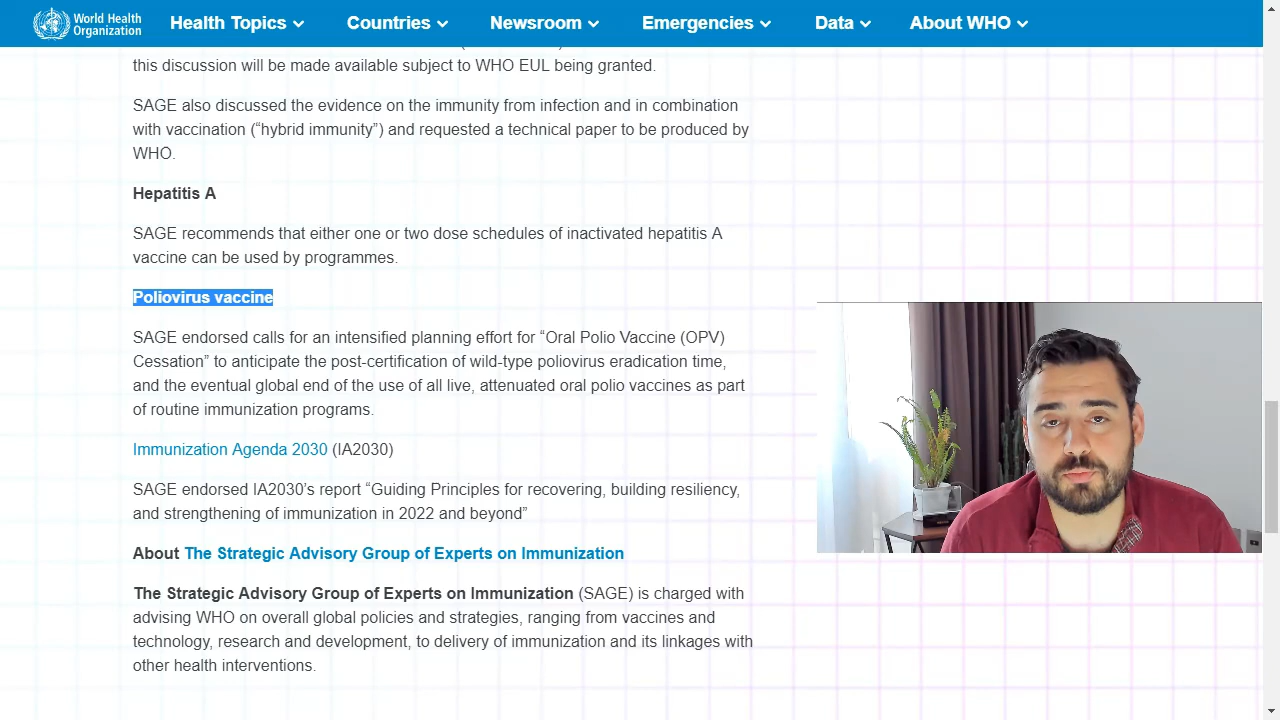 World Health
Organization
Health Topics
Countries
Newsroom
Emergencies
Data
About WHO
this discussion will be made available subject to WHO EUL being granted.
SAGE also discussed the evidence on the immunity from infection and in combination
with vaccination (“hybrid immunity”) and requested a technical paper to be produced by
WHO.
Hepatitis A
SAGE recommends that either one or two dose schedules of inactivated hepatitis A
vaccine can be used by programmes.
Poliovirus vaccine
SAGE endorsed calls for an intensified planning effort for “Oral Polio Vaccine (OPV)
Cessation” to anticipate the post-certification of wild-type poliovirus eradication time,
and the eventual global end of the use of all live, attenuated oral polio vaccines as part
of routine immunization programs.
Immunization Agenda 2030 (IA2030)
SAGE endorsed IA2030’s report “Guiding Principles for recovering, building resiliency,
and strengthening of immunization in 2022 and beyond”
About The Strategic Advisory Group of Experts on Immunization
The Strategic Advisory Group of Experts on Immunization (SAGE) is charged with
advising WHO on overall global policies and strategies, ranging from vaccines and
technology, research and development, to delivery of immunization and its linkages with
other health interventions.